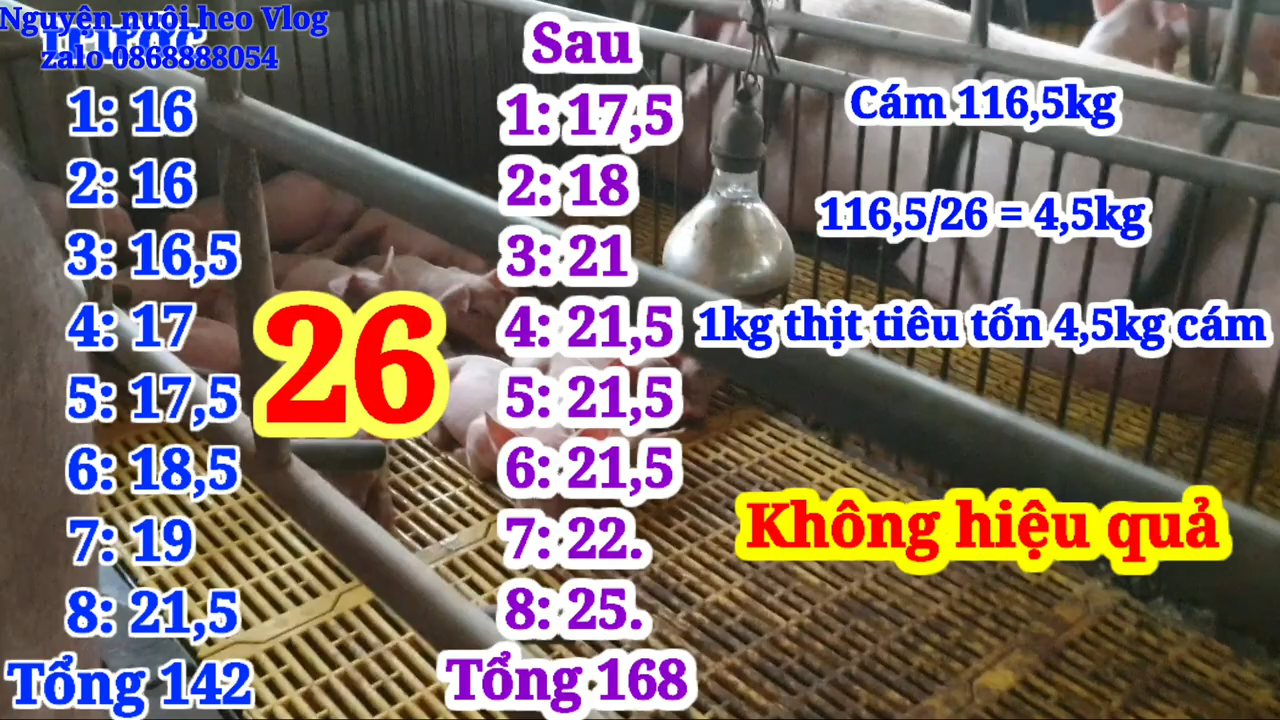 Nguyện nuôi heo Vlog
Trước
zalo 0868888054
1: 16
2: 16
3: 16,5
4: 17
5: 17,5
6: 18,5
7: 19
8: 21,5
Tổng 142
26
Sau
1: 17,5
2: 18
3: 21
4: 21,5
5: 21,5
6: 21,5
7: 22.
8: 25.
Tổng 168
Cám 116,5kg
116,5/26 = 4,5kg
1kg thịt tiêu tốn 4,5kg cám
Không hiệu quả